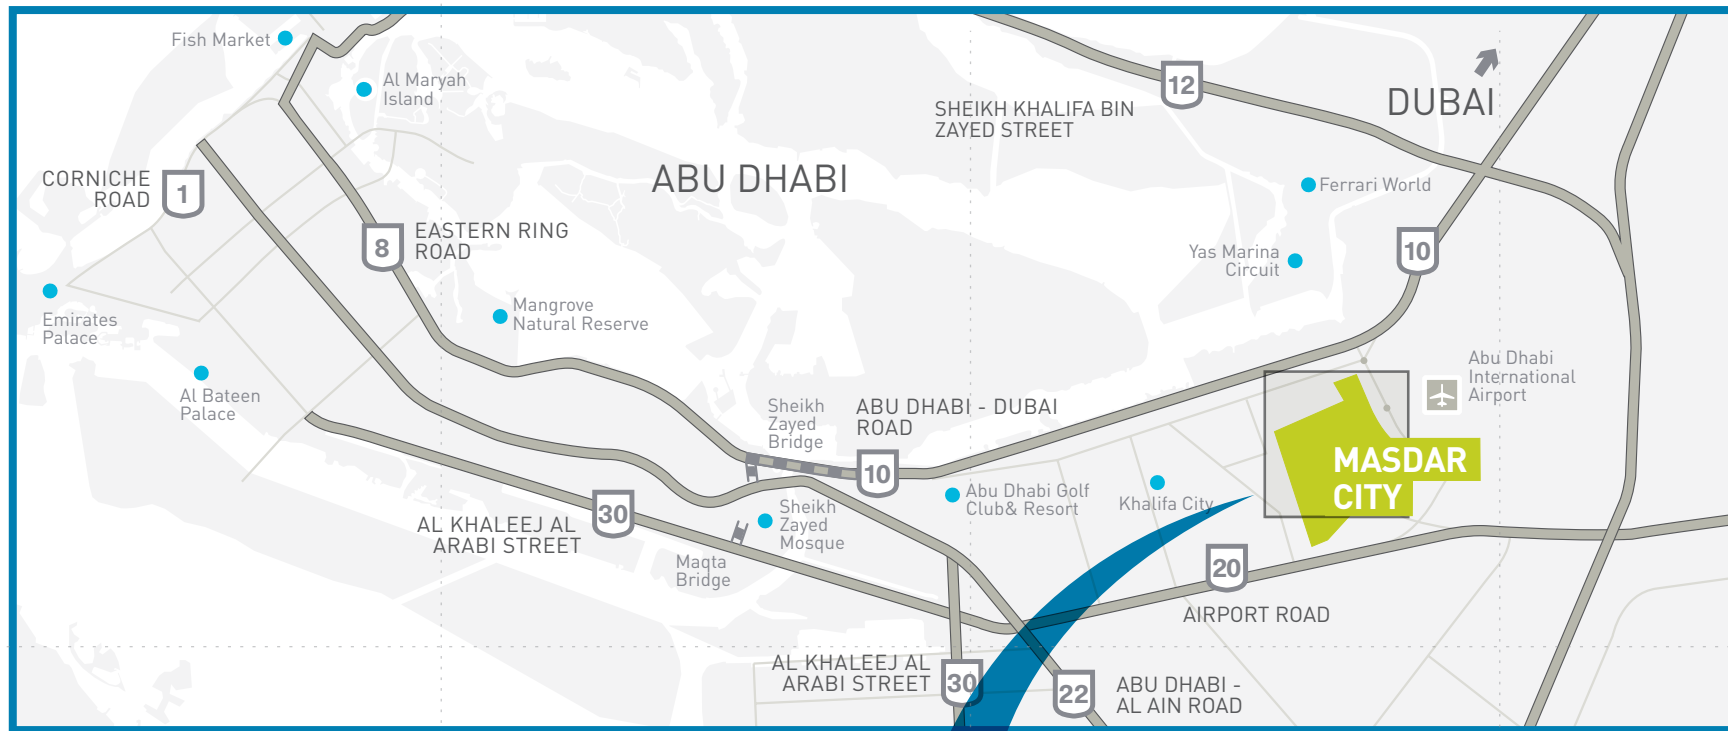 Fish Market
Al Maryah
Island
12
DUBAI
SHEIKH KHALIFA BIN
ZAYED STREET
CORNICHE
ROAD
1
ABU DHABI
Ferrari World
8
EASTERN RING
ROAD
10
Yas Marina
Circuit
Emirates
Palace
Mangrove
Natural Reserve
Al Bateen
Palace
Sheikh
Zayed
Bridge
ABU DHABI - DUBAI
ROAD
10
Abu Dhabi
International
Airport
MASDAR
CITY
Abu Dhabi Golf
Club& Resort
Khalifa City
AL KHALEEJ AL
ARABI STREET
30
Sheikh
Zayed
Mosque
Maqta
Bridge
20
AIRPORT ROAD
AL KHALEEJ AL
ARABI STREET
30
22
ABU DHABI -
AL AIN ROAD